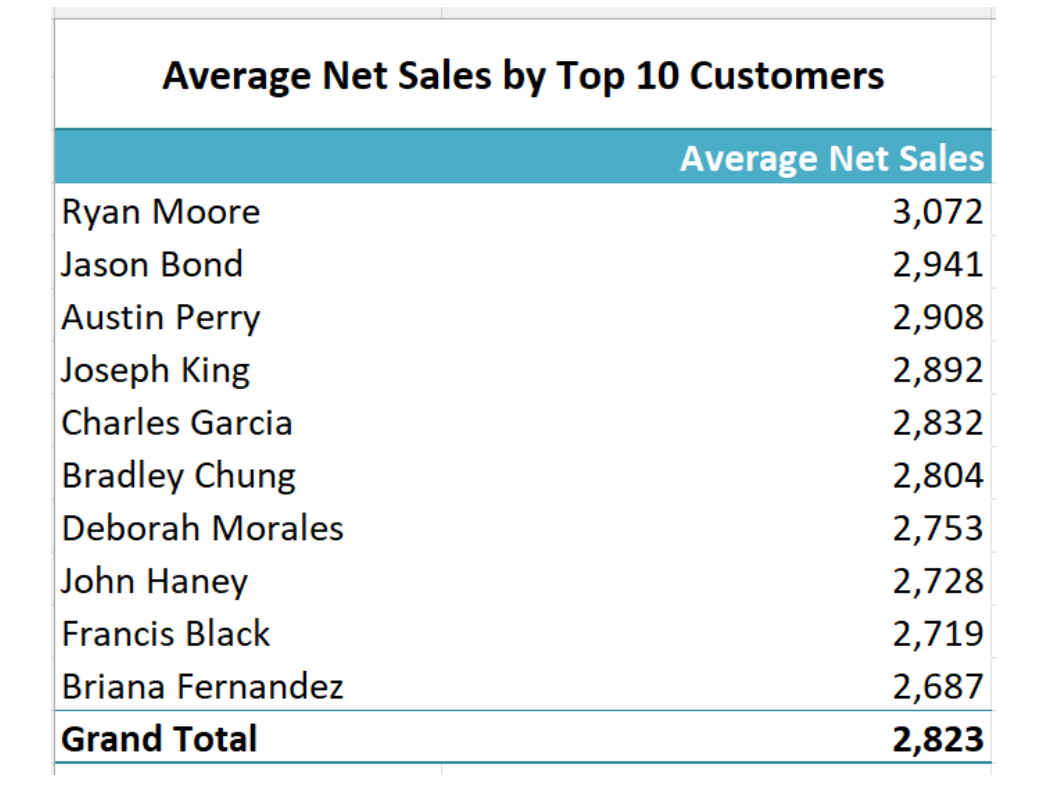 Average Net Sales by Top 10 Customers
Average Net Sales
Ryan Moore 3,072
Jason Bond 2,941
Austin Perry 2,908
Joseph King 2,892
Charles Garcia 2,832
Bradley Chung 2,804
Deborah Morales 2,753
John Haney 2,728
Francis Black 2,719
Briana Fernandez 2,687
Grand Total 2,823